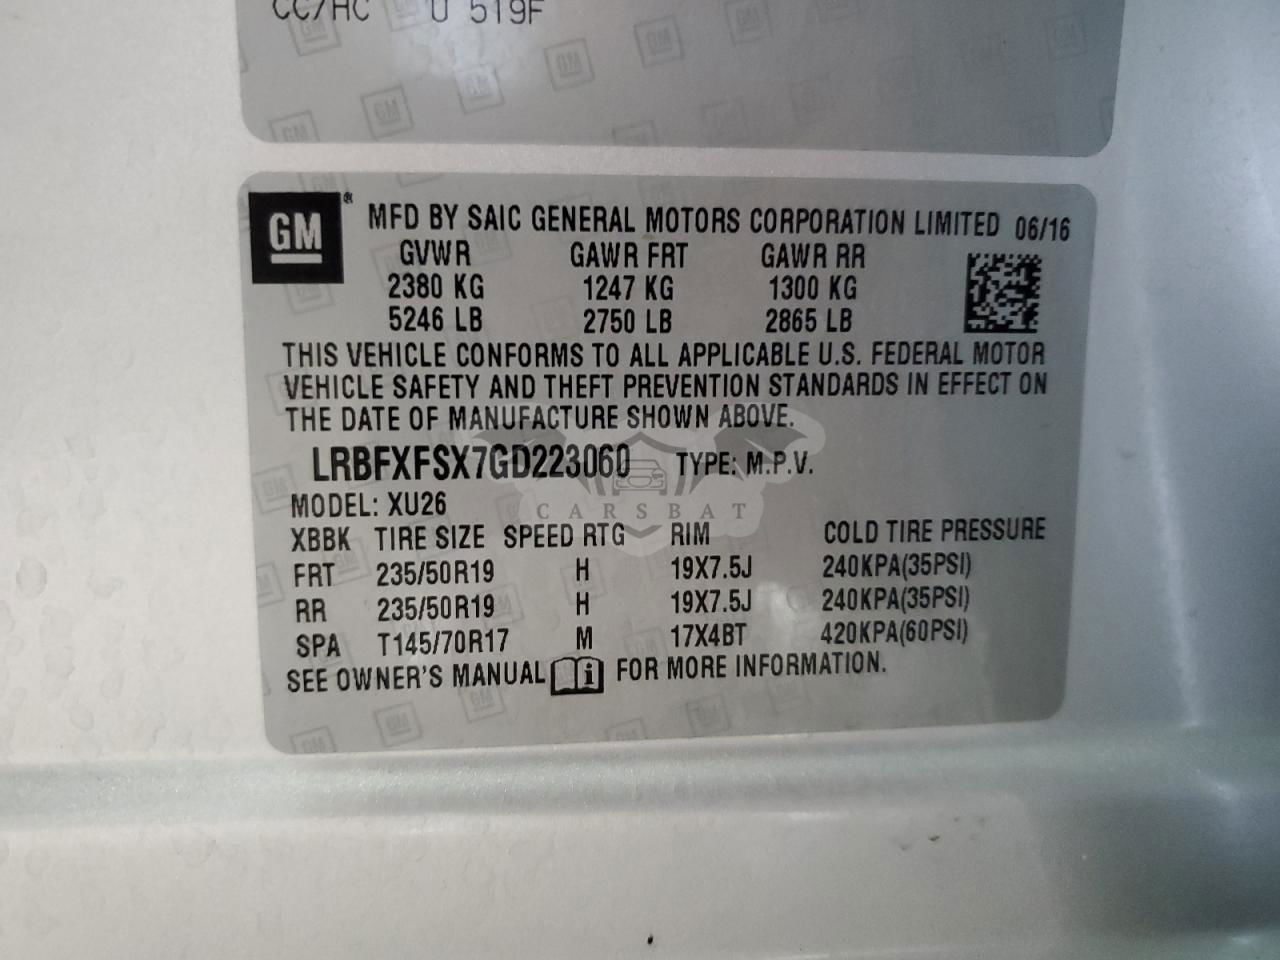 CC/HC U 519F
GM ® MFD BY SAIC GENERAL MOTORS CORPORATION LIMITED 06/16
GVWR GAWR FRT GAWR RR
2380 KG 1247 KG 1300 KG
5246 LB 2750 LB 2865 LB
THIS VEHICLE CONFORMS TO ALL APPLICABLE U.S. FEDERAL MOTOR
VEHICLE SAFETY AND THEFT PREVENTION STANDARDS IN EFFECT ON
THE DATE OF MANUFACTURE SHOWN ABOVE.
LRBFXFSX7GD223060 TYPE: M.P.V.
CARSBAT
MODEL: XU26
XBBK TIRE SIZE SPEED RTG RIM COLD TIRE PRESSURE
FRT 235/50R19 H 19X7.5J 240KPA(35PSI)
RR 235/50R19 H 19X7.5J 240KPA(35PSI)
SPA T145/70R17 M 17X4BT 420KPA(60PSI)
SEE OWNER'S MANUAL i FOR MORE INFORMATION.